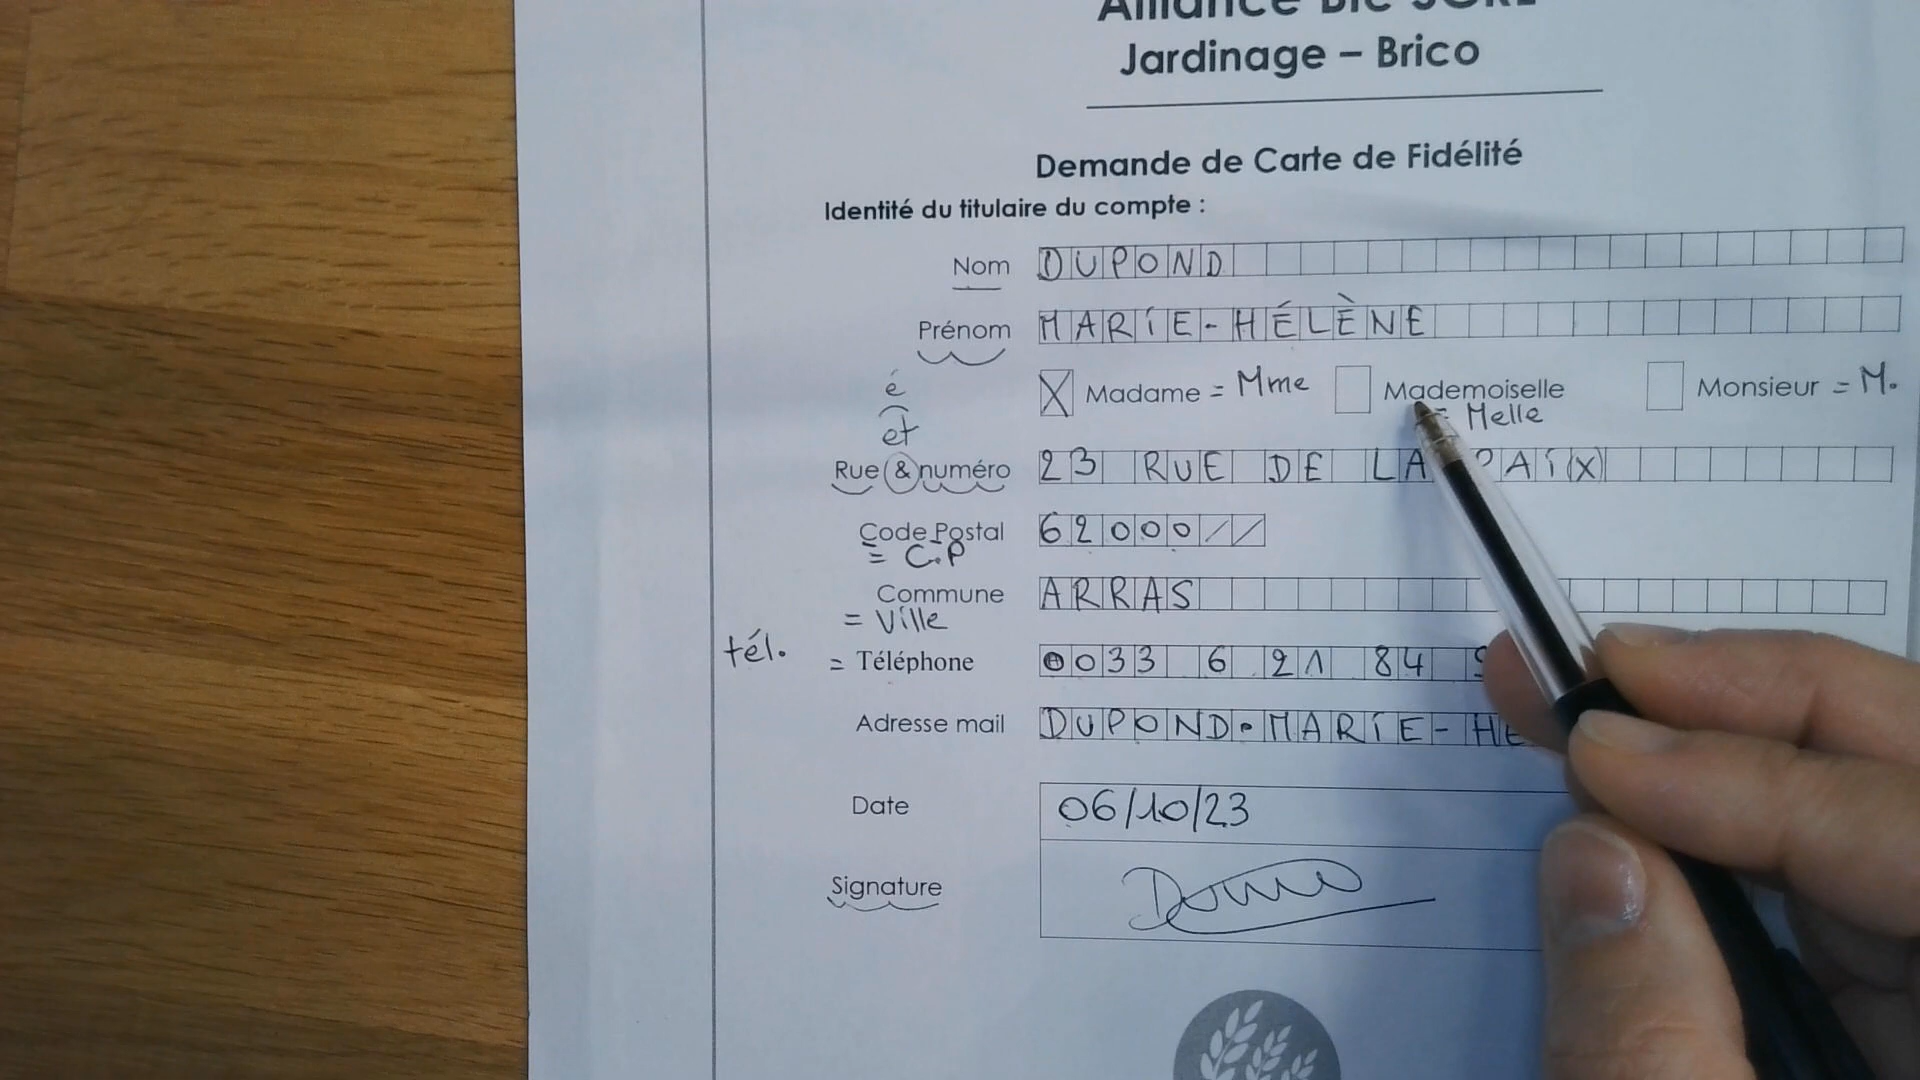 Jardinage – Brico
Demande de Carte de Fidélité
Identité du titulaire du compte :
Nom DUPOND
Prénom MARIE-HÉLÈNE
é
et
Madame = Mme Mademoiselle = Melle Monsieur = M.
Rue & numéro 23 RUE DE LA PAIX
Code Postal 62000//
= C.P
Commune ARRAS
= Ville
tél. = Téléphone 0033 6 21 84
Adresse mail DUPOND.MARIE-HE
Date 06/10/23
Signature